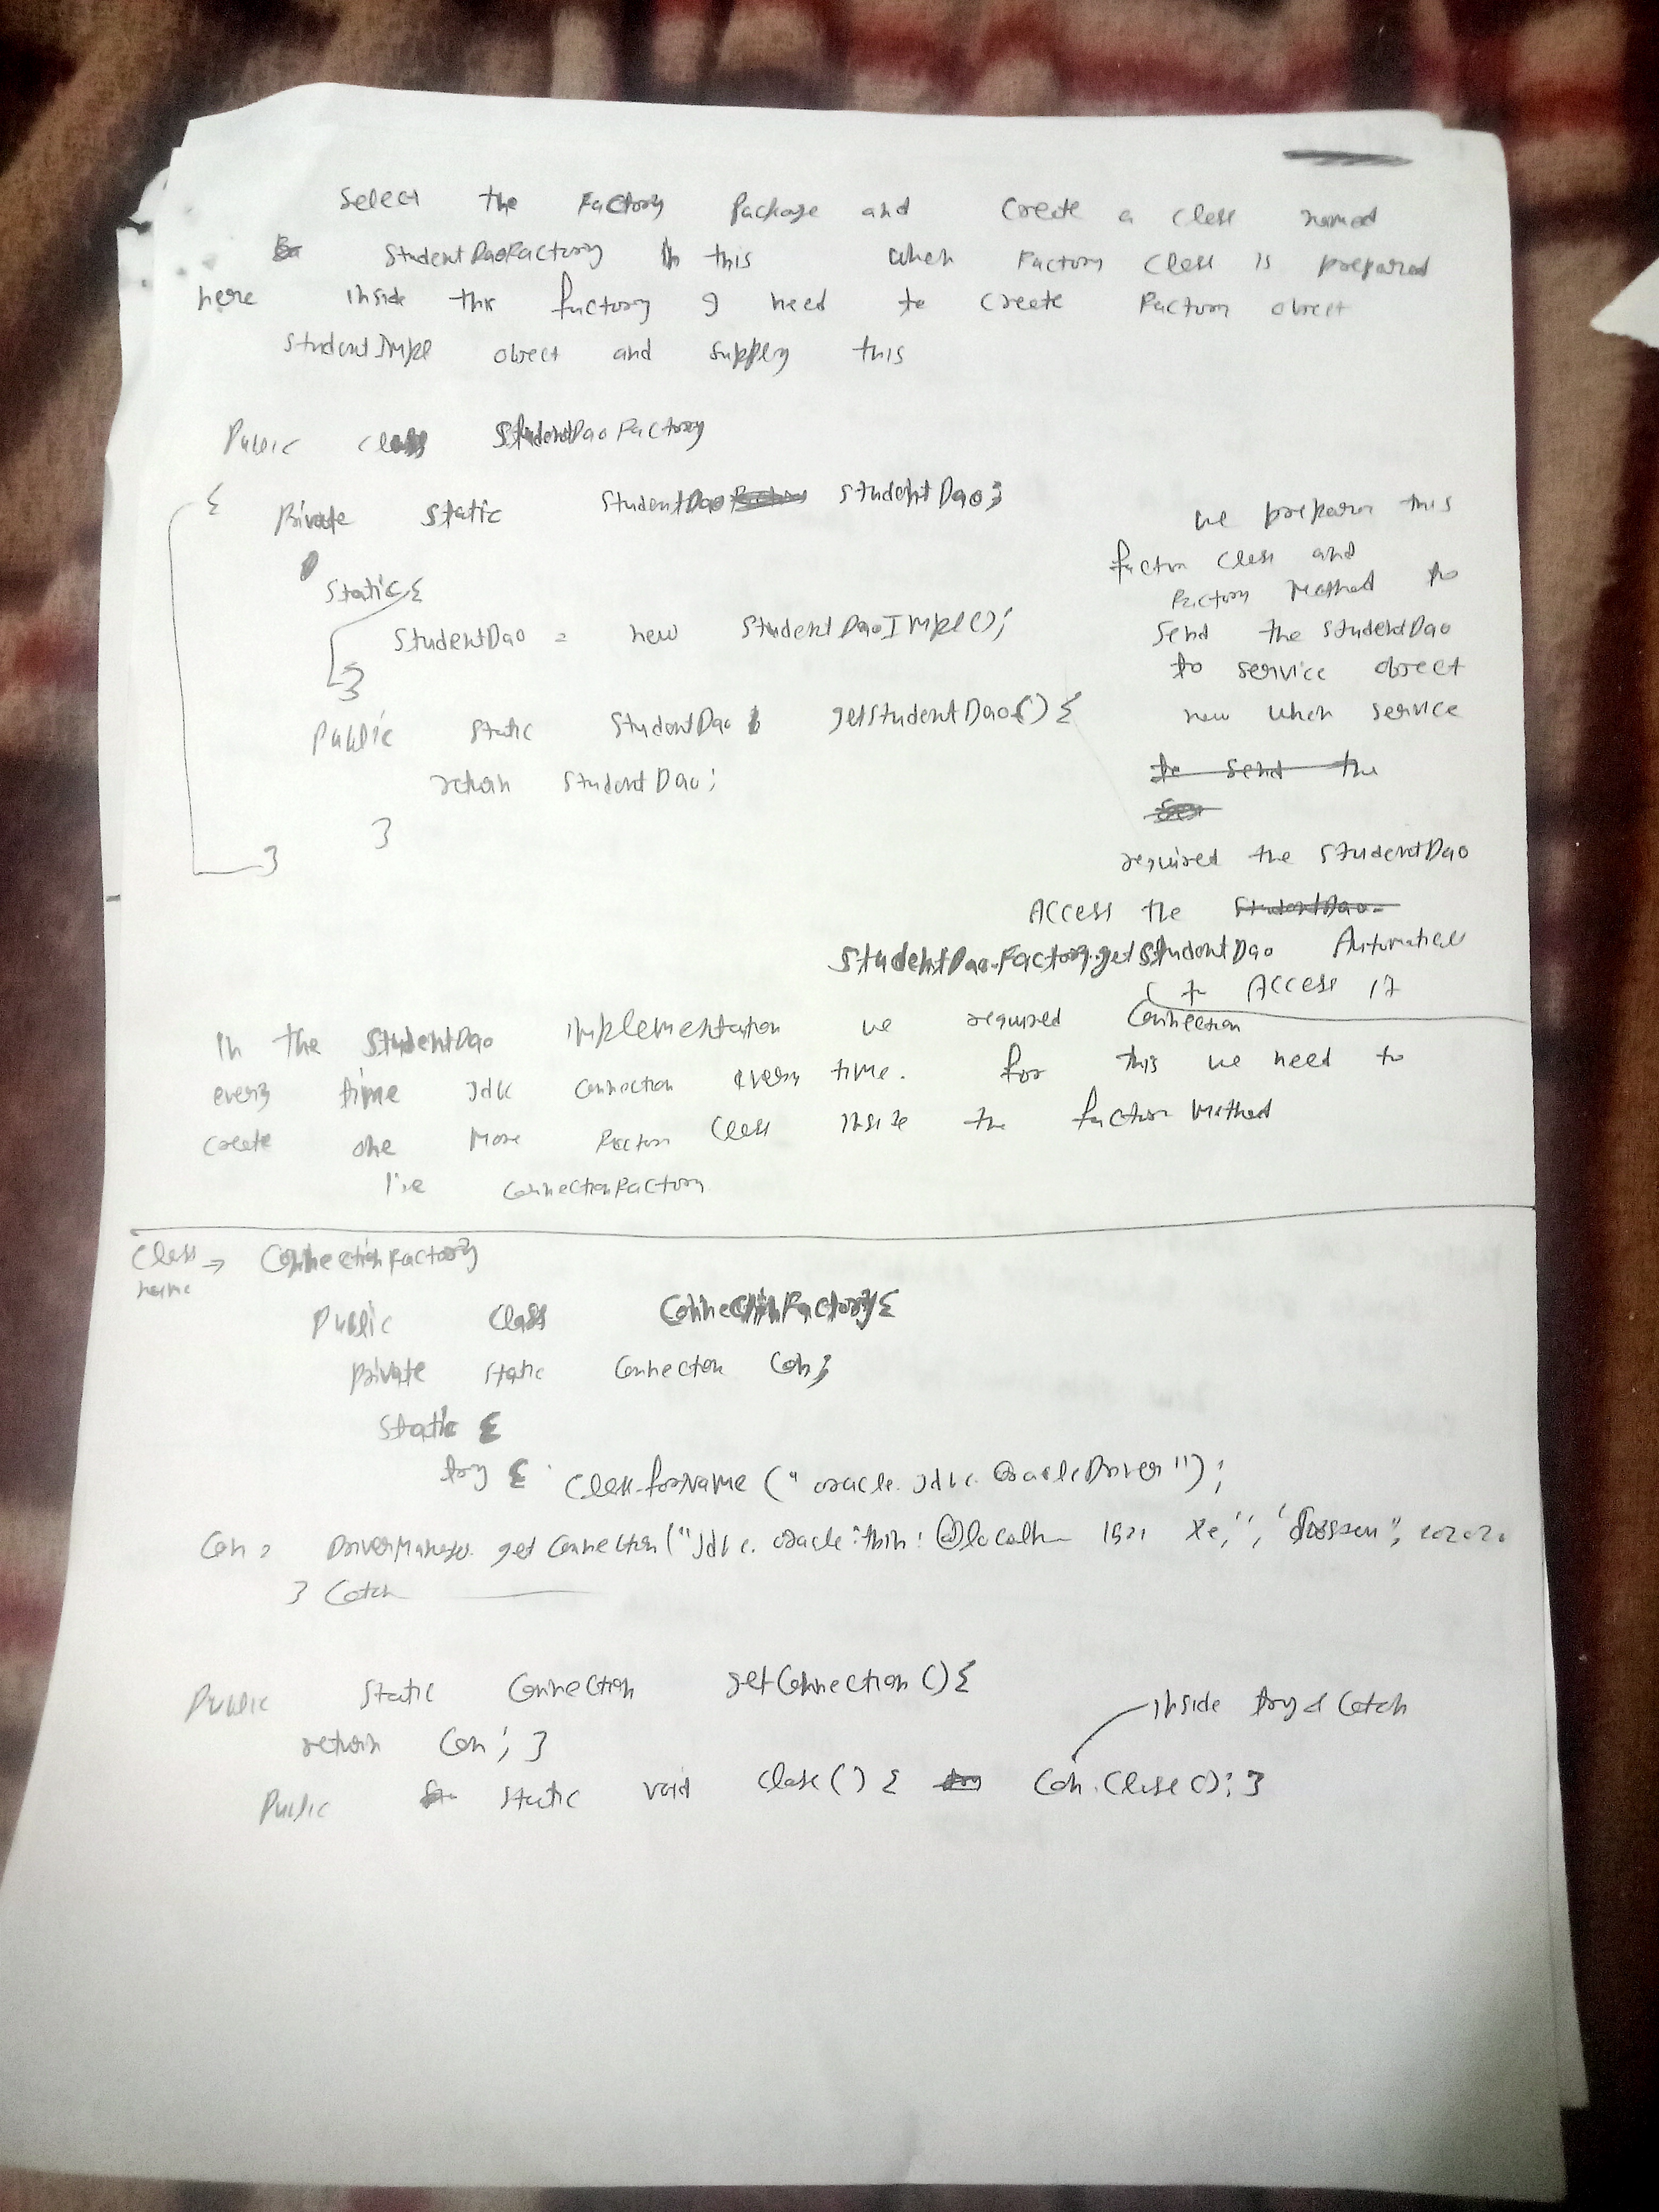 Select the Factory Package and Create a Class named
StudentDaoFactory In this when Factory Class is prepared
here inside this factory I need to create Factory object
StudentImpl object and supply this
Public class StudentDaoFactory
{
Private static StudentDao studentDao;
Static {
StudentDao = new StudentDaoImpl();
}
Public static StudentDao getStudentDao() {
return StudentDao;
}
}
we prepare this
factory Class and
Factory Method to
Send the StudentDao
to service object
now when service
to send the
required the StudentDao
Access the StudentDao
StudentDaoFactory.getStudentDao Automatical
Access it
In the StudentDao implementation we required Connection
every time Jdbc connection every time. for this we need to
create one More Factory Class inside the factory Method
I'e ConnectionFactory
Class name → ConnectionFactory
Public Class ConnectionFactory {
Private static Connection Con;
Static {
try { Class.forName ("oracle.Jdbc.OracleDriver");
Con = DriverManager.getConnection("Jdbc.oracle:thin:@localh 1521 Xe,",
} Catch
Public static Connection getConnection () {
return Con; }
inside try & Catch
Public static void Close() { Con.Close(); }